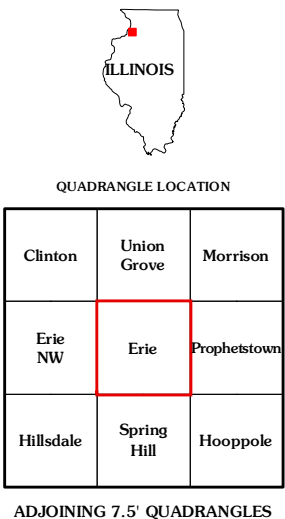 ILLINOIS
QUADRANGLE LOCATION
Clinton
Union
Grove
Morrison
Erie
NW
Erie
Prophetstown
Hillsdale
Spring
Hill
Hooppole
ADJOINING 7.5' QUADRANGLES